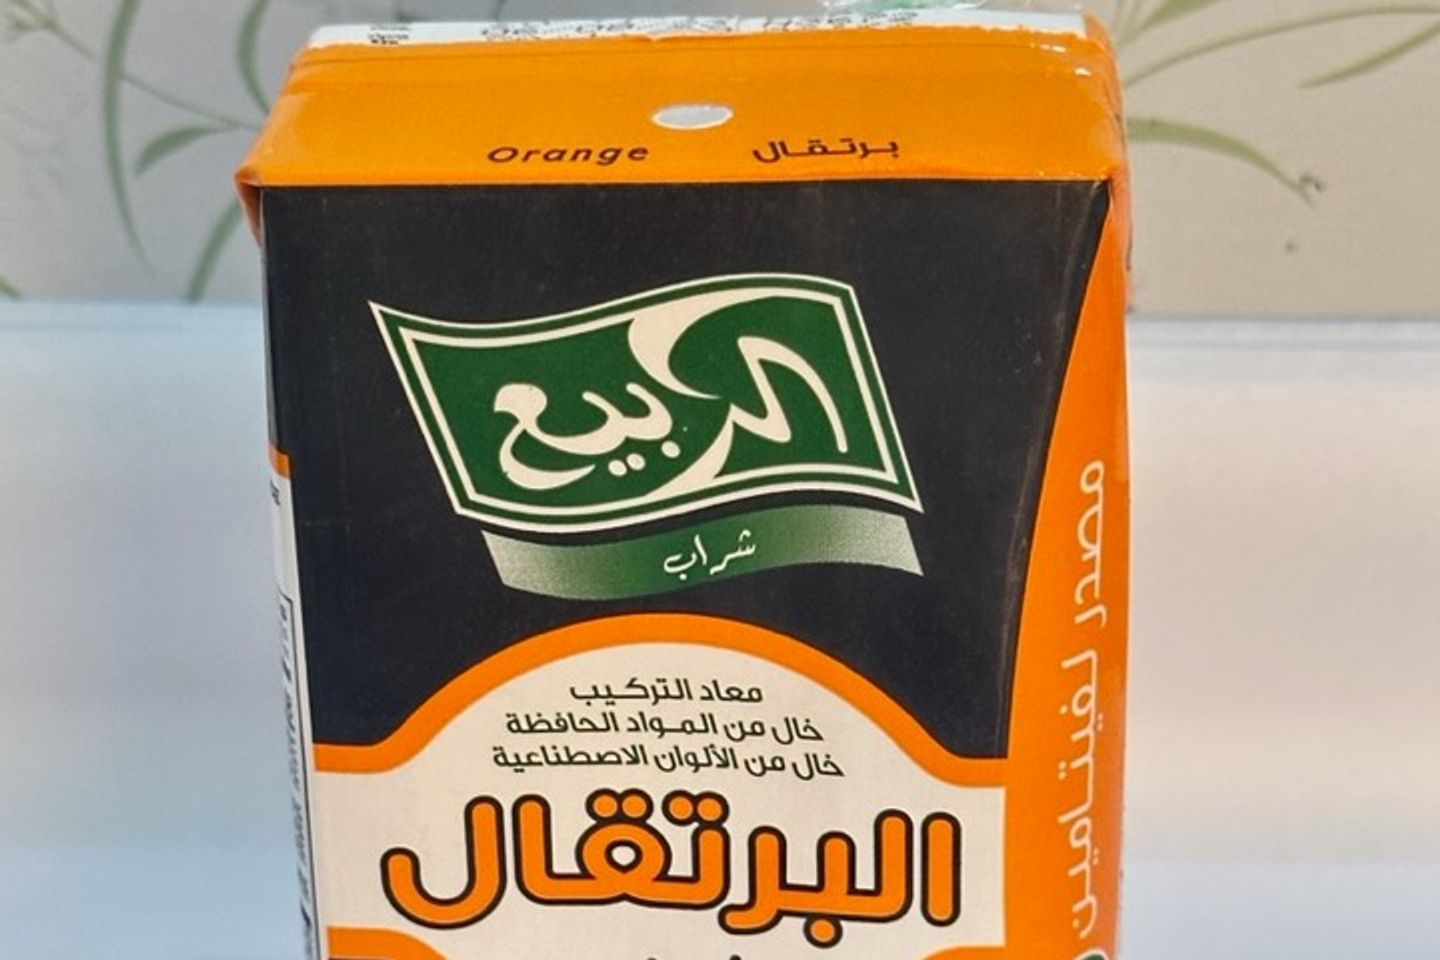 Orange برتقال
الربيع
شراب
معاد التركيب
خال من المواد الحافظة
خال من الألوان الاصطناعية
البرتقال
مصدر لفيتامين